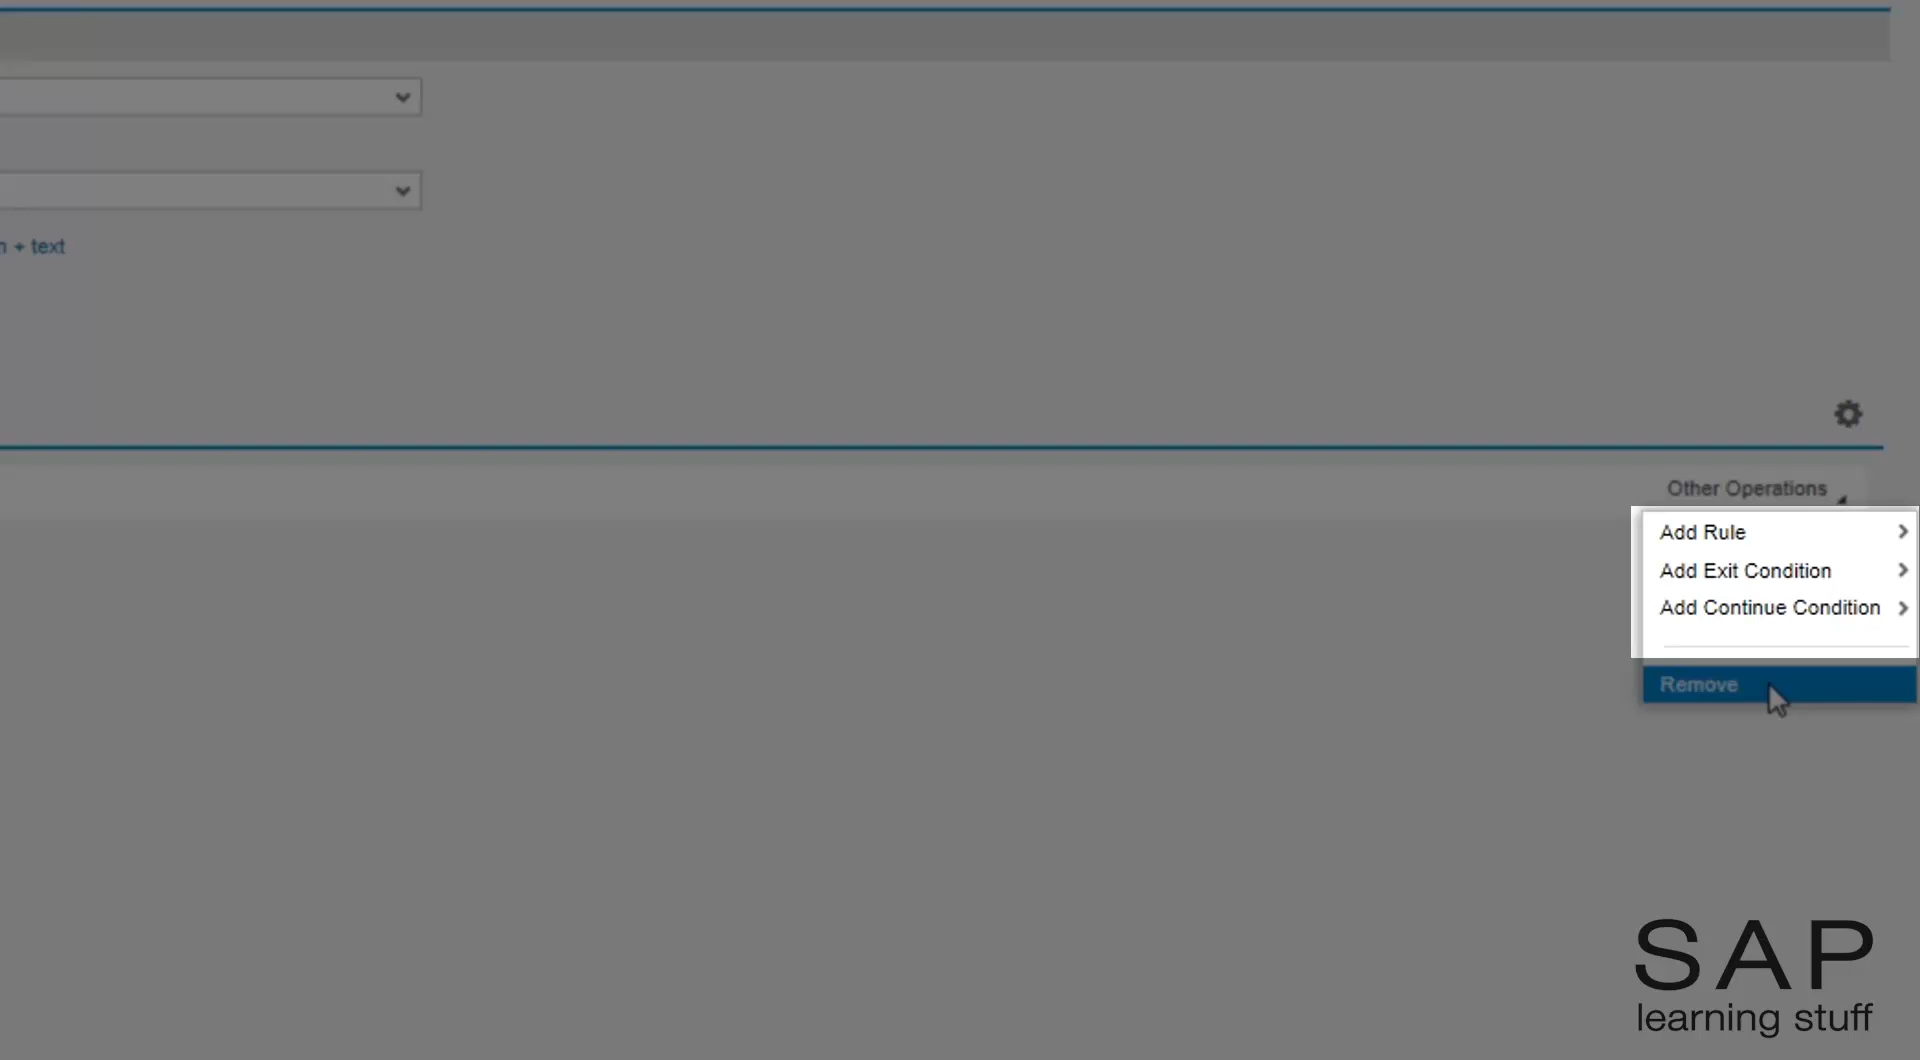 + text
Other Operations
Add Rule
Add Exit Condition
Add Continue Condition
Remove
SAP
learning stuff